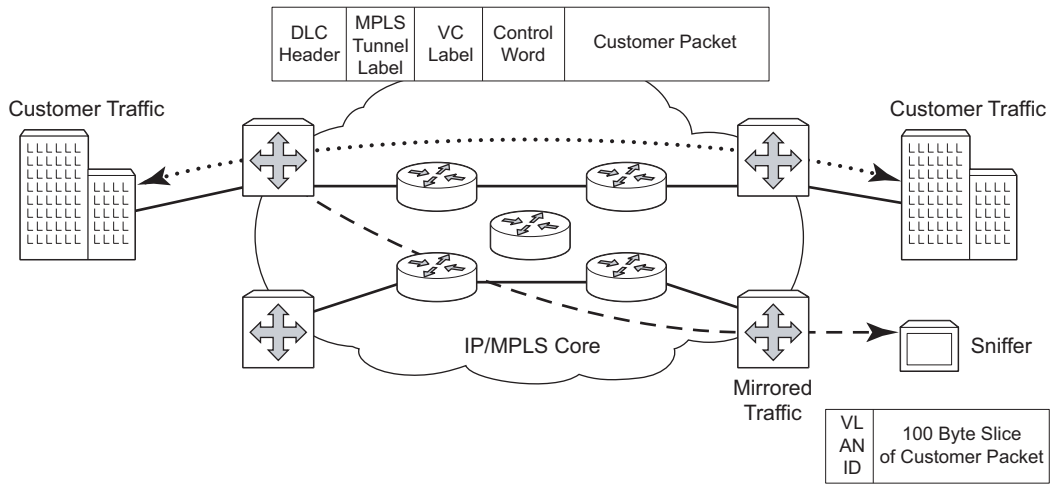 DLC
Header
MPLS
Tunnel
Label
VC
Label
Control
Word
Customer Packet
Customer Traffic
Customer Traffic
IP/MPLS Core
Sniffer
Mirrored
Traffic
VL
AN
ID
100 Byte Slice
of Customer Packet